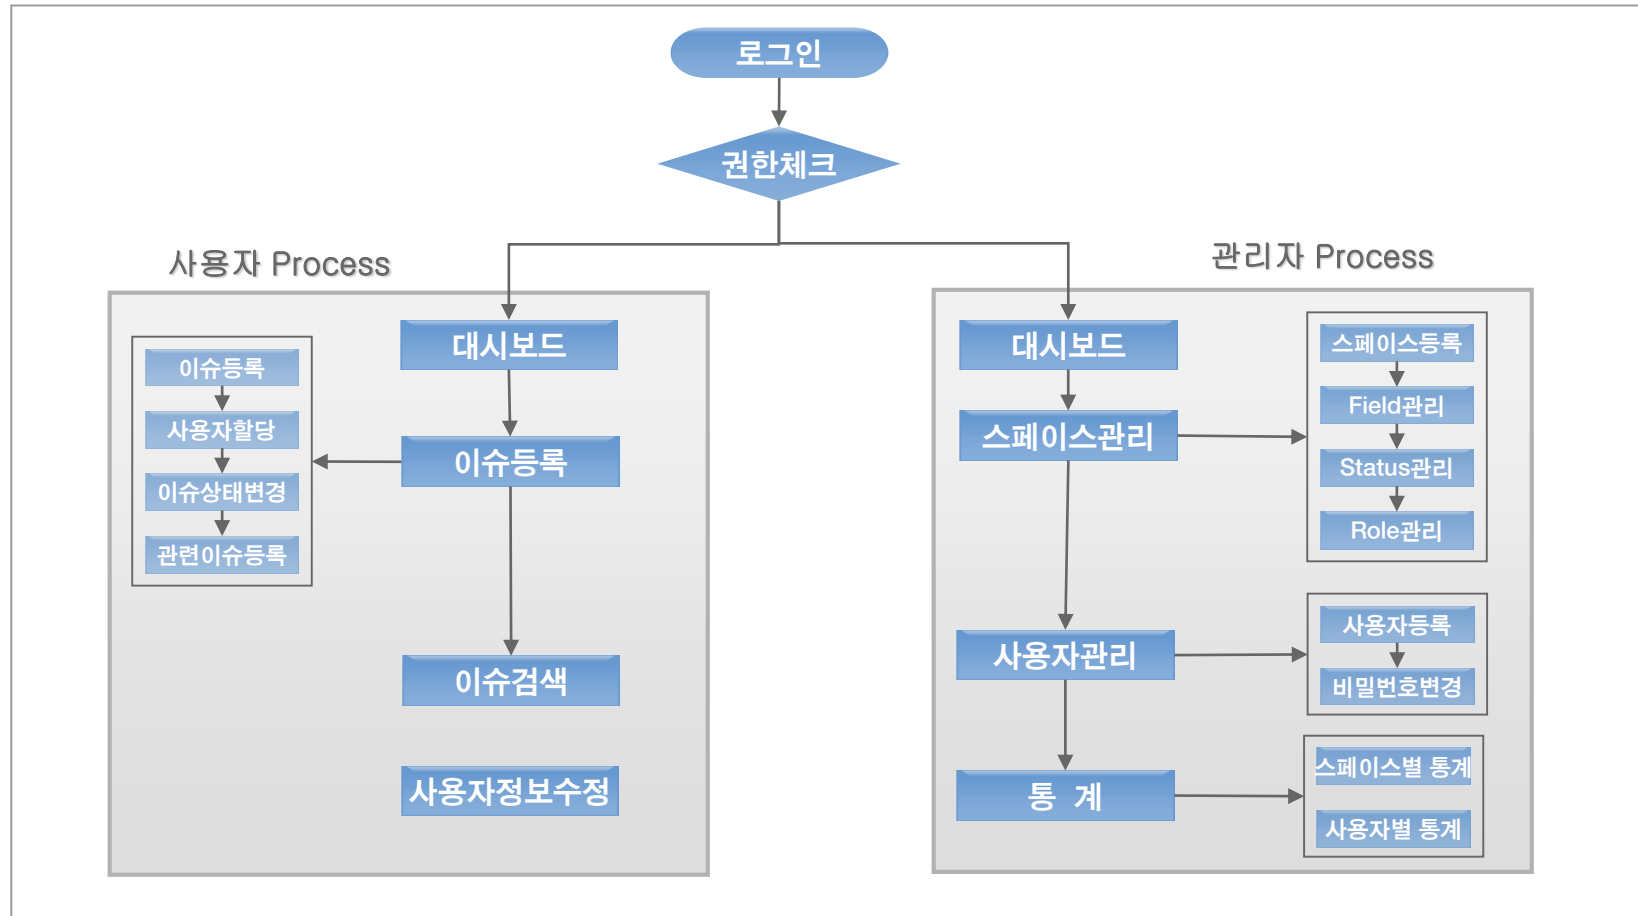 로그인
권한체크
사용자 Process
대시보드
이슈등록
이슈등록
사용자할당
이슈상태변경
관련이슈등록
이슈검색
사용자정보수정
관리자 Process
대시보드
스페이스관리
스페이스등록
Field관리
Status관리
Role관리
사용자관리
사용자등록
비밀번호변경
통 계
스페이스별 통계
사용자별 통계